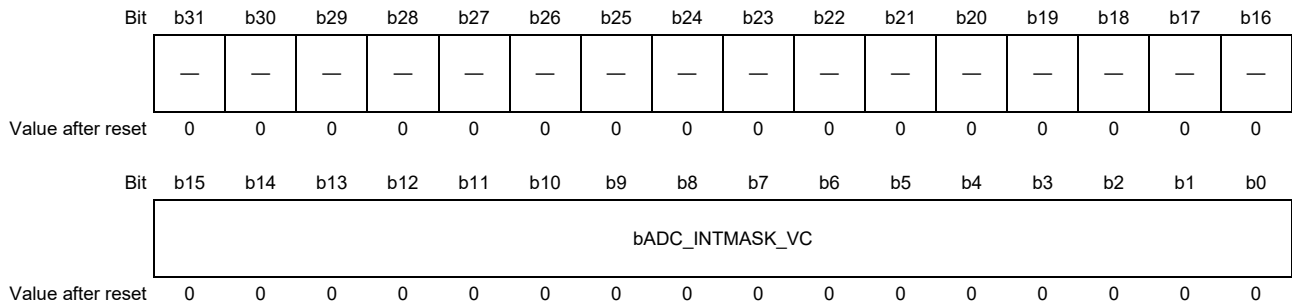 Bit b31 b30 b29 b28 b27 b26 b25 b24 b23 b22 b21 b20 b19 b18 b17 b16
— — — — — — — — — — — — — — — —
Value after reset 0 0 0 0 0 0 0 0 0 0 0 0 0 0 0 0
Bit b15 b14 b13 b12 b11 b10 b9 b8 b7 b6 b5 b4 b3 b2 b1 b0
bADC_INTMASK_VC
Value after reset 0 0 0 0 0 0 0 0 0 0 0 0 0 0 0 0